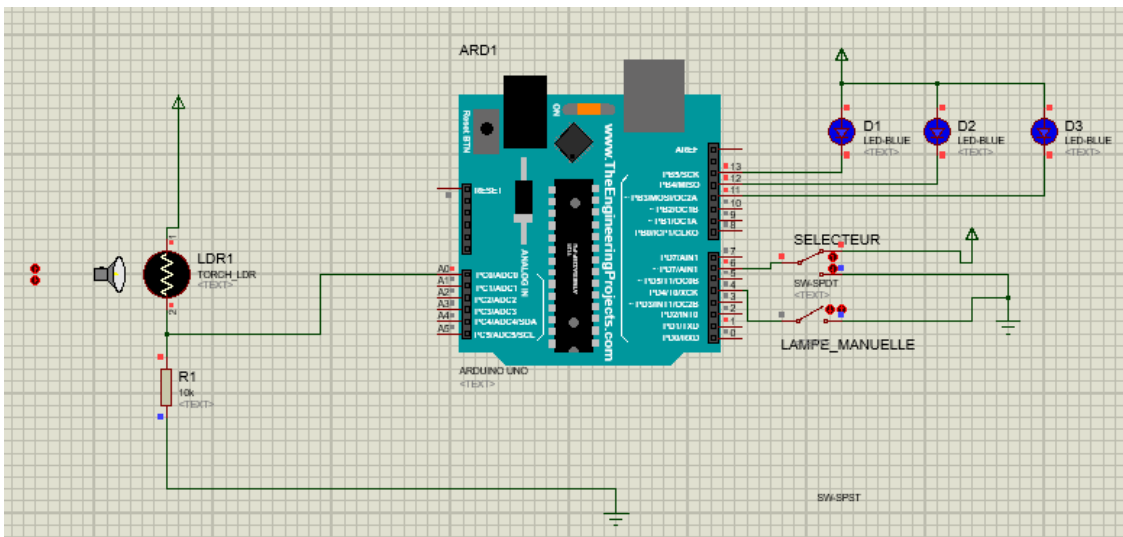 ARD1
Reset BTN
ON
www.TheEngineeringProjects.com
RESET
ANALOG IN
AREF
13
PB5/SCK
12
PB4/MISO
11
~PB3/MOSI/OC2A
10
~PB2/OC1B
9
~PB1/OC1A
8
PB0/ICP1/CLKO
7
PD7/AIN1
6
5
4
PD4/T0/XCK
3
~PD3/INT1/OC2B
2
PD2/INT0
1
PD1/TXD
0
PD0/RXD
A0
PC0/ADC0
A1
PC1/ADC1
A2
PC2/ADC2
A3
PC3/ADC3
A4
PC4/ADC4/SDA
A5
PC5/ADC5/SCL
ARDUINO UNO
<TEXT>
1
LDR1
TORCH_LDR
<TEXT>
2
R1
10k
<TEXT>
D1
LED-BLUE
<TEXT>
D2
LED-BLUE
<TEXT>
D3
LED-BLUE
<TEXT>
SELECTEUR
SW-SPDT
<TEXT>
LAMPE_MANUELLE
SW-SPST